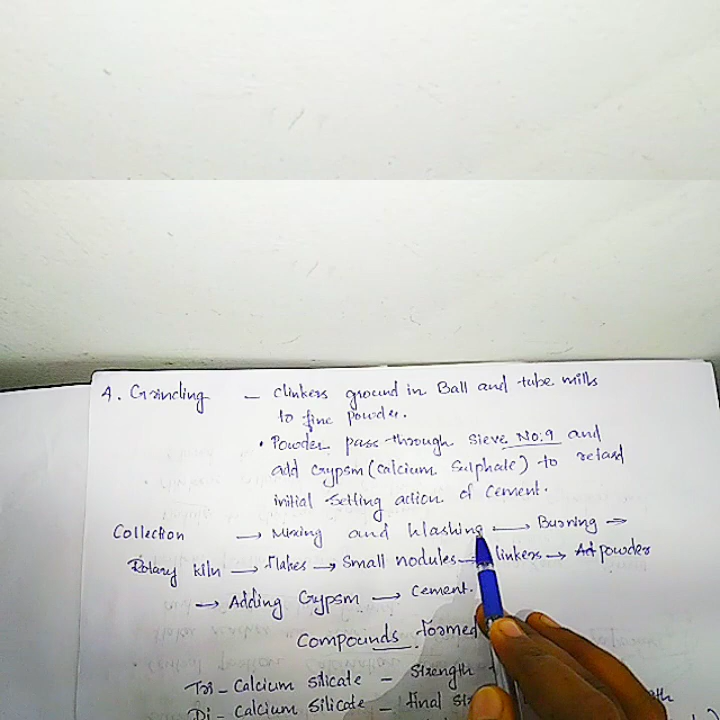 4. Grinding – Clinkers ground in Ball and tube mills
to fine powder.
• Powder pass through Sieve No:9 and
add Gypsm (calcium Sulphate) to retard
initial Setting action of Cement.
Collection → Mixing and Washing → Burning →
Rotary kiln → flakes → Small nodules → linkers → powder
→ Adding Gypsm → Cement.
Compounds formed
Tri – Calcium silicate – Strength
Di – Calcium Silicate – final